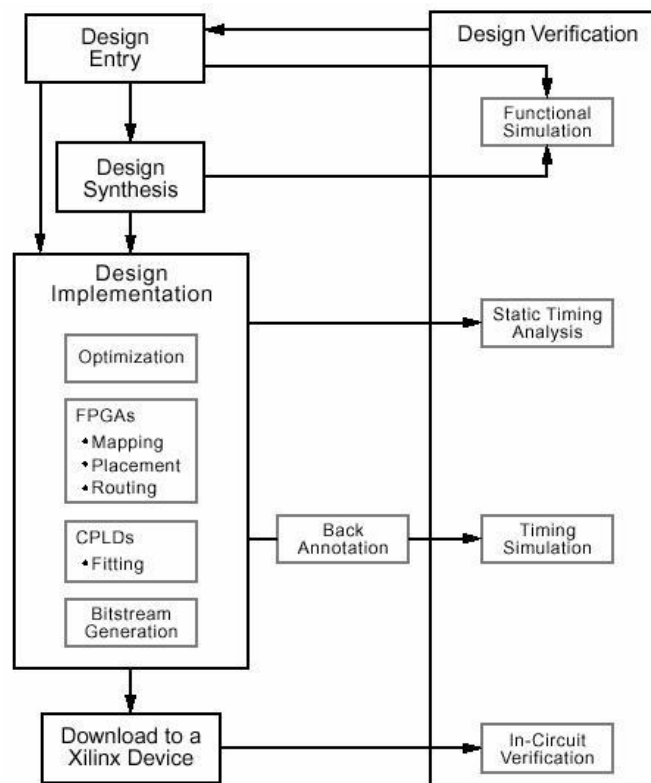 Design
Entry
Design Verification
Functional
Simulation
Design
Synthesis
Design
Implementation
Static Timing
Analysis
Optimization
FPGAs
• Mapping
• Placement
• Routing
CPLDs
• Fitting
Back
Annotation
Timing
Simulation
Bitstream
Generation
Download to a
Xilinx Device
In-Circuit
Verification